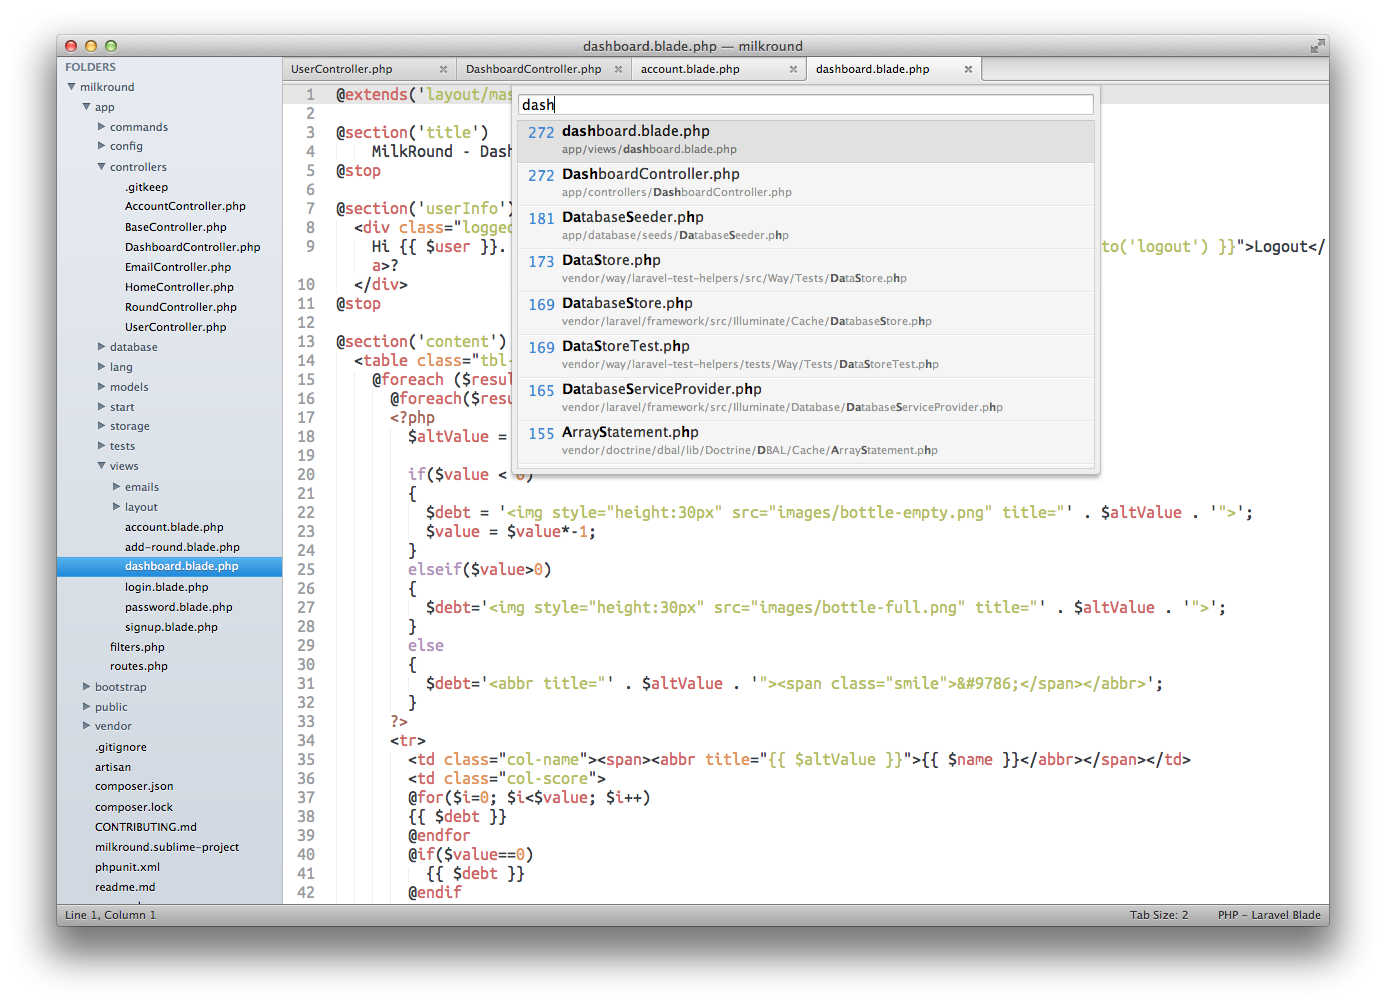 dashboard.blade.php — milkround
FOLDERS
milkround
app
commands
config
controllers
.gitkeep
AccountController.php
BaseController.php
DashboardController.php
EmailController.php
HomeController.php
RoundController.php
UserController.php
database
lang
models
start
storage
tests
views
emails
layout
account.blade.php
add-round.blade.php
dashboard.blade.php
login.blade.php
password.blade.php
signup.blade.php
filters.php
routes.php
bootstrap
public
vendor
.gitignore
artisan
composer.json
composer.lock
CONTRIBUTING.md
milkround.sublime-project
phpunit.xml
readme.md
UserController.php × DashboardController.php × account.blade.php × dashboard.blade.php ×
dash
272 dashboard.blade.php
app/views/dashboard.blade.php
272 DashboardController.php
app/controllers/DashboardController.php
181 DatabaseSeeder.php
app/database/seeds/DatabaseSeeder.php
173 DataStore.php
vendor/way/laravel-test-helpers/src/Way/Tests/DataStore.php
169 DatabaseStore.php
vendor/laravel/framework/src/Illuminate/Cache/DatabaseStore.php
169 DataStoreTest.php
vendor/way/laravel-test-helpers/tests/Way/Tests/DataStoreTest.php
165 DatabaseServiceProvider.php
vendor/laravel/framework/src/Illuminate/Database/DatabaseServiceProvider.php
155 ArrayStatement.php
vendor/doctrine/dbal/lib/Doctrine/DBAL/Cache/ArrayStatement.php
1 @extends('layout/mas
2
3 @section('title')
4 MilkRound - Dash
5 @stop
6
7 @section('userInfo')
8 <div class="logged
9 Hi {{ $user }}. to('logout') }}">Logout</
a>?
10 </div>
11 @stop
12
13 @section('content')
14 <table class="tbl-
15 @foreach ($resul
16 @foreach($resu
17 <?php
18 $altValue =
19
20 if($value < 0)
21 {
22 $debt = '<img style="height:30px" src="images/bottle-empty.png" title="' . $altValue . '">';
23 $value = $value*-1;
24 }
25 elseif($value>0)
26 {
27 $debt='<img style="height:30px" src="images/bottle-full.png" title="' . $altValue . '">';
28 }
29 else
30 {
31 $debt='<abbr title="' . $altValue . '"><span class="smile">&#9786;</span></abbr>';
32 }
33 ?>
34 <tr>
35 <td class="col-name"><span><abbr title="{{ $altValue }}">{{ $name }}</abbr></span></td>
36 <td class="col-score">
37 @for($i=0; $i<$value; $i++)
38 {{ $debt }}
39 @endfor
40 @if($value==0)
41 {{ $debt }}
42 @endif
Line 1, Column 1
Tab Size: 2 PHP - Laravel Blade